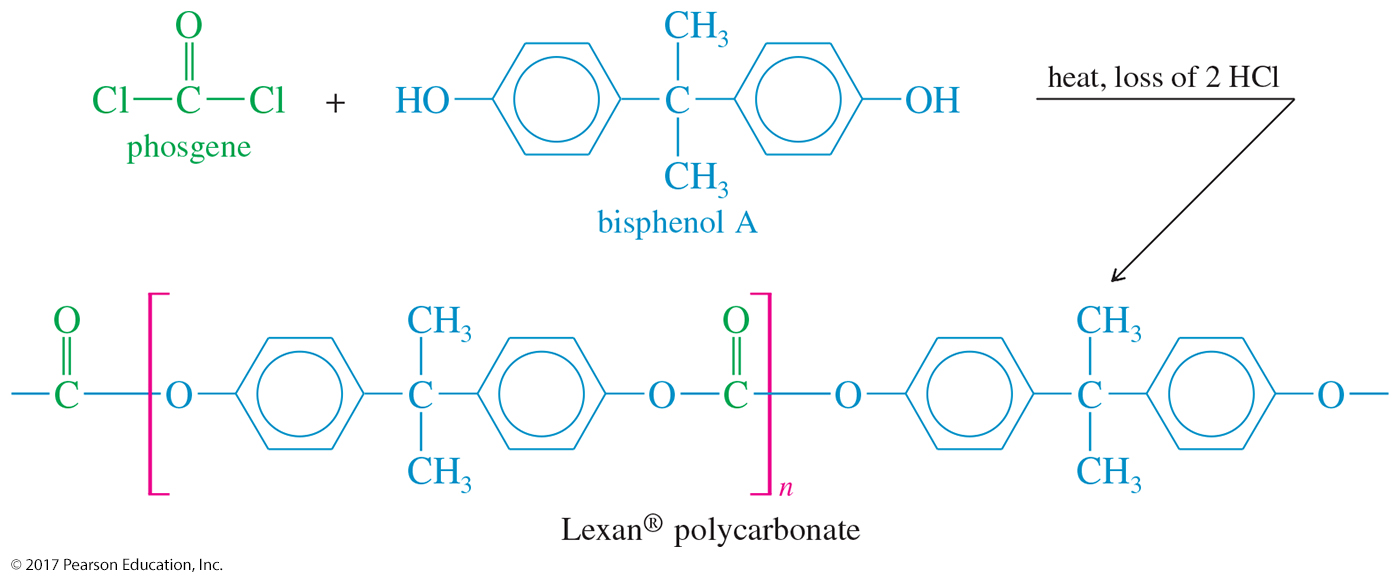 O
Cl C Cl
phosgene
+
CH3
HO C OH
CH3
bisphenol A
heat, loss of 2 HCl
O CH3 O CH3
C O C O C O C O
CH3 CH3
n
Lexan® polycarbonate
© 2017 Pearson Education, Inc.